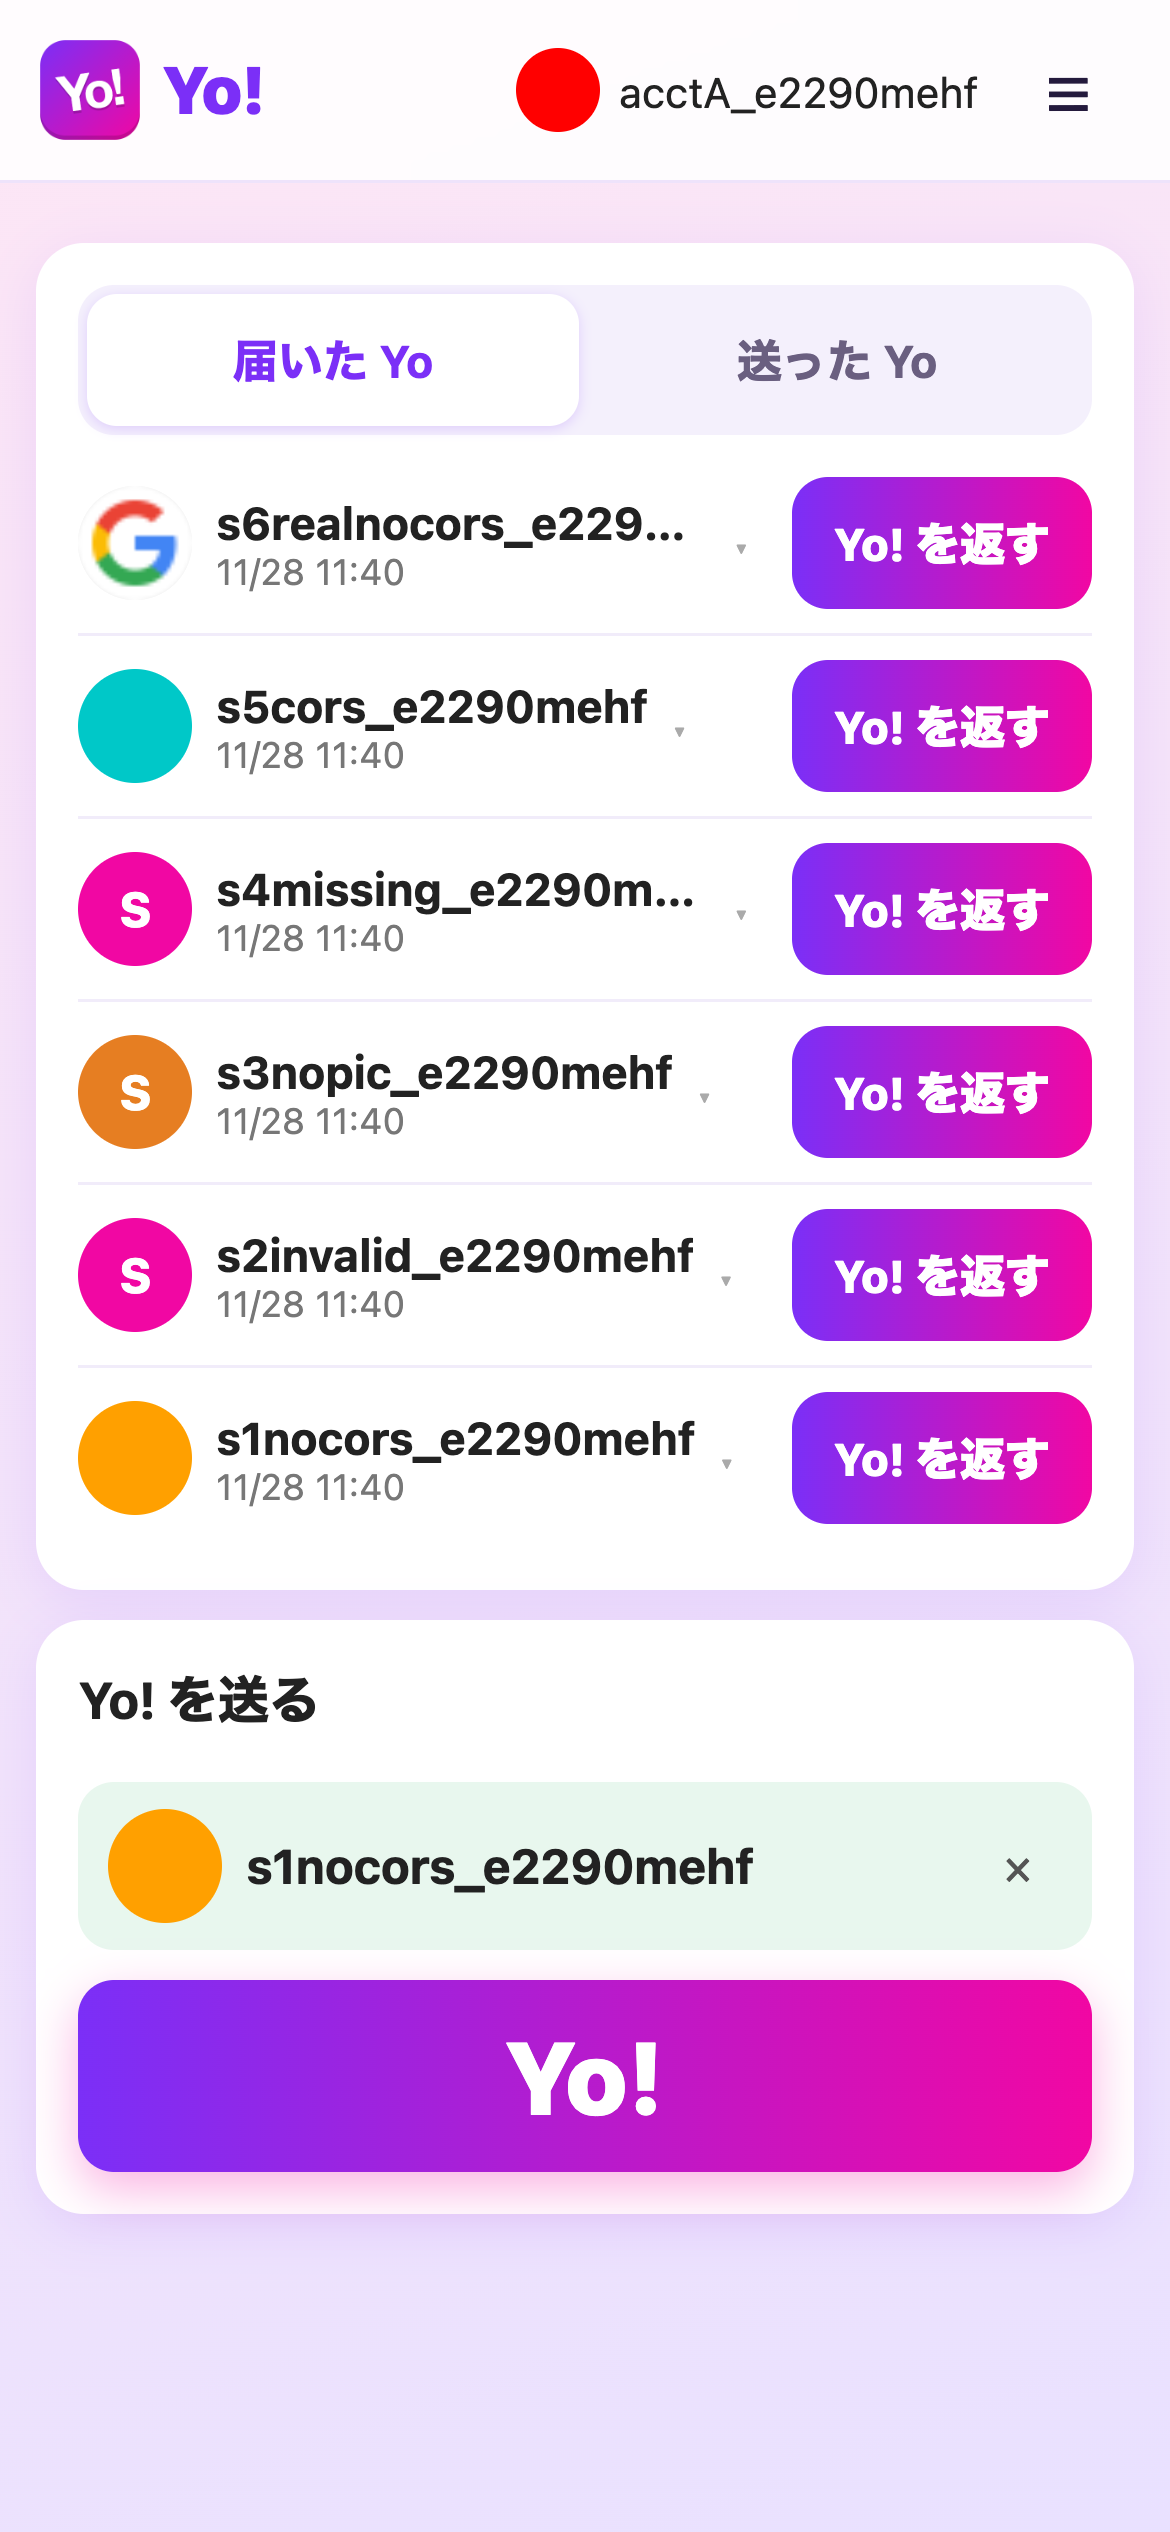 Yo!
Yo!
acctA_e2290mehf
届いた Yo
送った Yo
s6realnocors_e229...
11/28 11:40
Yo! を返す
s5cors_e2290mehf
11/28 11:40
Yo! を返す
S
s4missing_e2290m...
11/28 11:40
Yo! を返す
S
s3nopic_e2290mehf
11/28 11:40
Yo! を返す
S
s2invalid_e2290mehf
11/28 11:40
Yo! を返す
s1nocors_e2290mehf
11/28 11:40
Yo! を返す
Yo! を送る
s1nocors_e2290mehf
×
Yo!